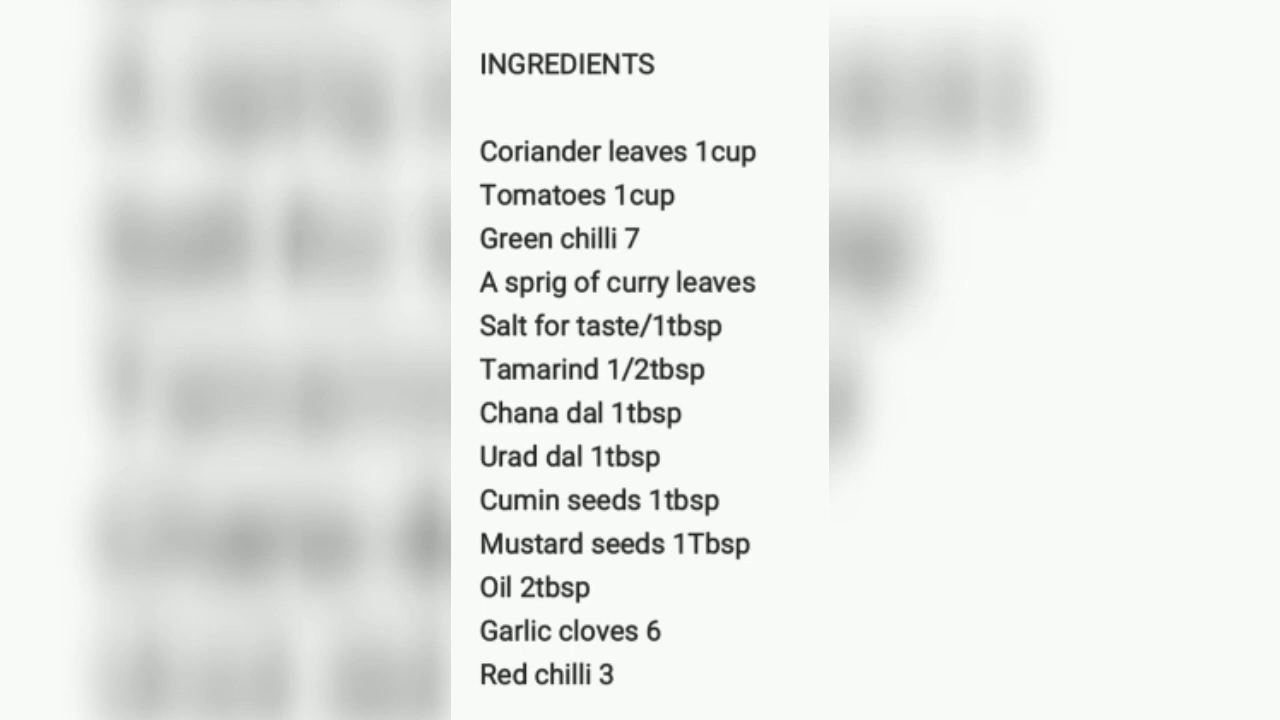 INGREDIENTS
Coriander leaves 1cup
Tomatoes 1cup
Green chilli 7
A sprig of curry leaves
Salt for taste/1tbsp
Tamarind 1/2tbsp
Chana dal 1tbsp
Urad dal 1tbsp
Cumin seeds 1tbsp
Mustard seeds 1Tbsp
Oil 2tbsp
Garlic cloves 6
Red chilli 3